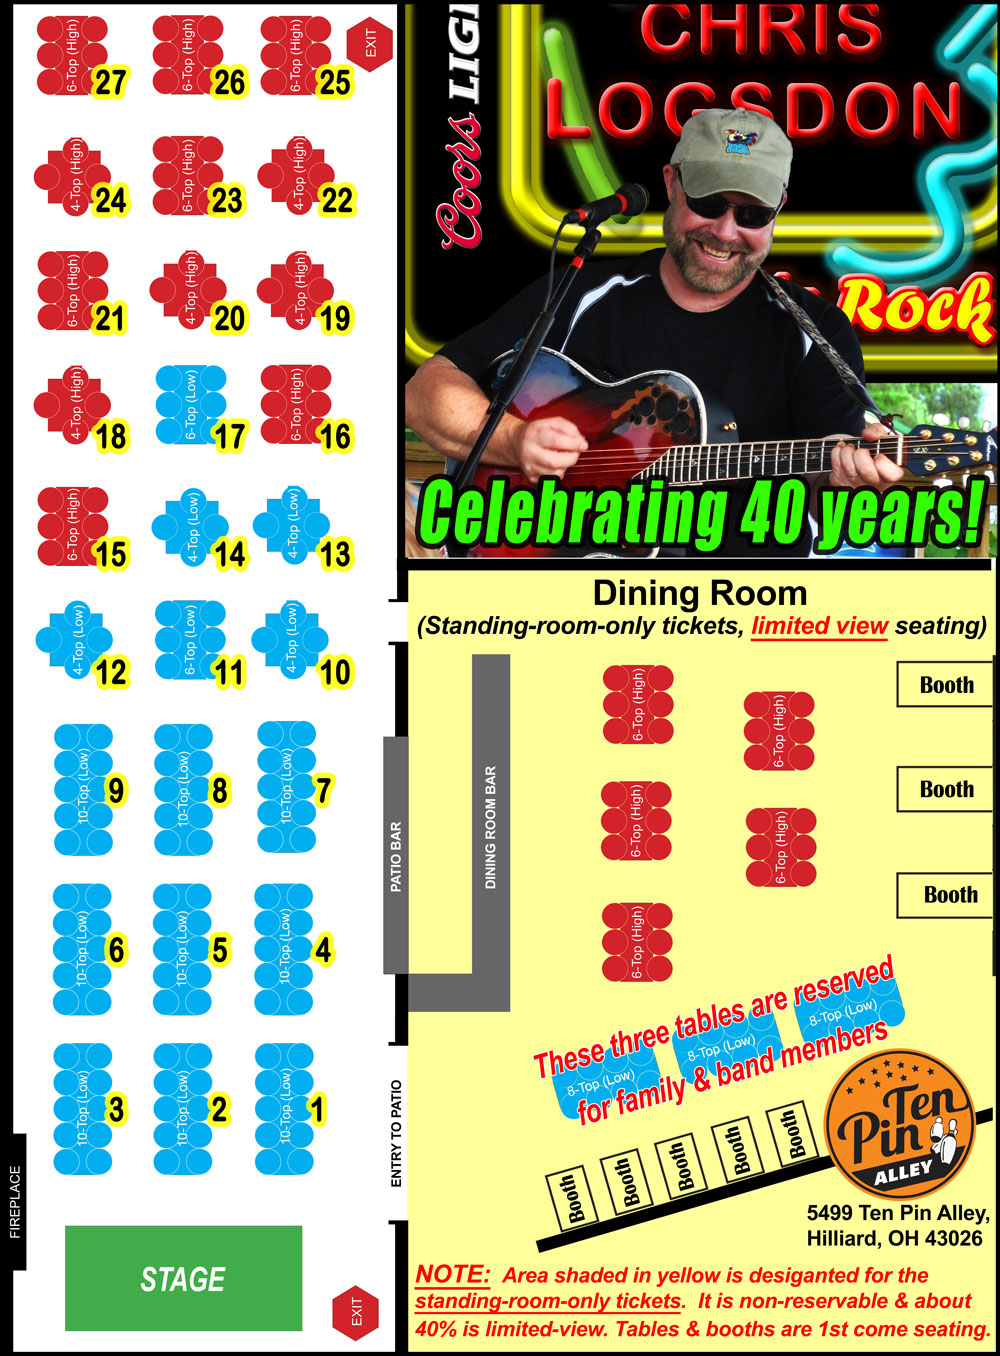 6-Top (High)
27
6-Top (High)
26
6-Top (High)
25
EXIT
4-Top (High)
24
6-Top (High)
23
4-Top (High)
22
6-Top (High)
21
4-Top (High)
20
4-Top (High)
19
4-Top (High)
18
6-Top (Low)
17
6-Top (High)
16
6-Top (High)
15
4-Top (Low)
14
4-Top (Low)
13
4-Top (Low)
12
6-Top (Low)
11
4-Top (Low)
10
10-Top (Low)
9
10-Top (Low)
8
10-Top (Low)
7
10-Top (Low)
6
10-Top (Low)
5
10-Top (Low)
4
10-Top (Low)
3
10-Top (Low)
2
10-Top (Low)
1
FIREPLACE
STAGE
EXIT
PATIO BAR
ENTRY TO PATIO
Coors LIG
CHRIS
LOGSDON
Rock
Celebrating 40 years!
Dining Room
(Standing-room-only tickets, limited view seating)
DINING ROOM BAR
6-Top (High)
6-Top (High)
6-Top (High)
6-Top (High)
6-Top (High)
Booth
Booth
Booth
These three tables are reserved
8-Top (Low)
8-Top (Low)
8-Top (Low)
for family & band members
Booth
Booth
Booth
Booth
Booth
Ten
Pin
ALLEY
5499 Ten Pin Alley,
Hilliard, OH 43026
NOTE: Area shaded in yellow is desiganted for the
standing-room-only tickets. It is non-reservable & about
40% is limited-view. Tables & booths are 1st come seating.